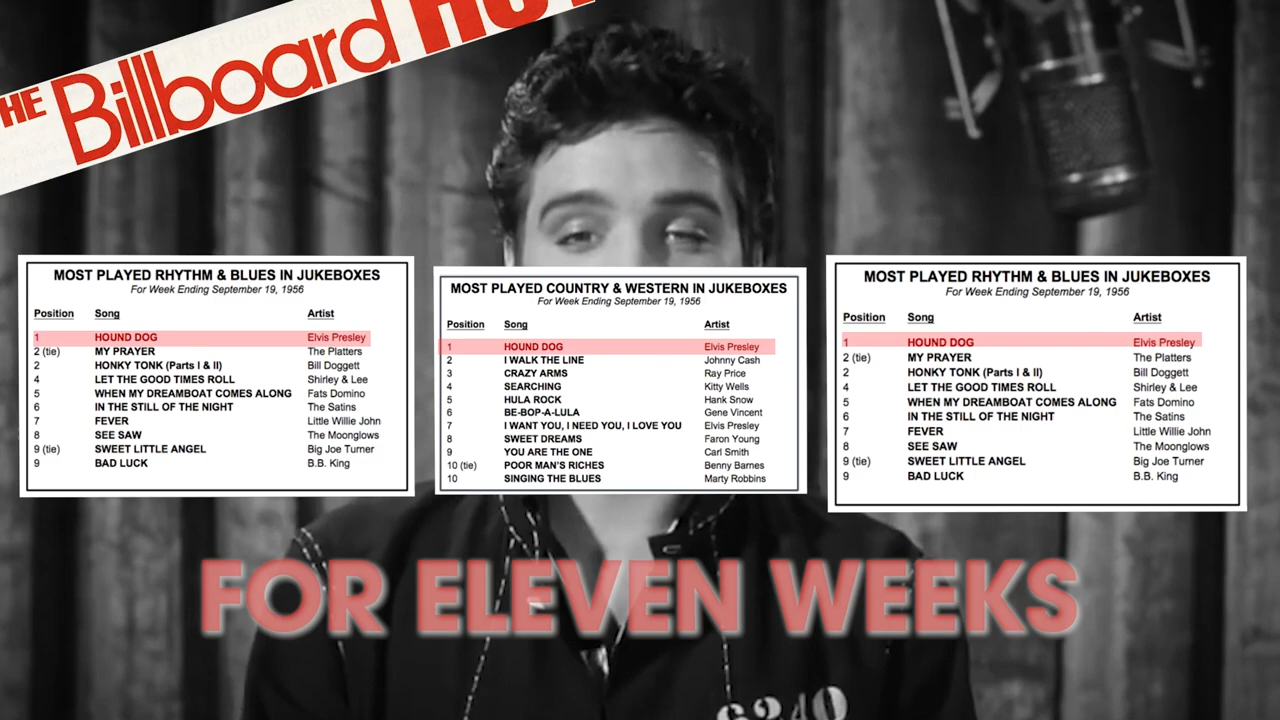 THE Billboard HOT
MOST PLAYED RHYTHM & BLUES IN JUKEBOXES
For Week Ending September 19, 1956
Position Song Artist
1 HOUND DOG Elvis Presley
2 (tie) MY PRAYER The Platters
2 HONKY TONK (Parts I & II) Bill Doggett
4 LET THE GOOD TIMES ROLL Shirley & Lee
5 WHEN MY DREAMBOAT COMES ALONG Fats Domino
6 IN THE STILL OF THE NIGHT The Satins
7 FEVER Little Willie John
8 SEE SAW The Moonglows
9 (tie) SWEET LITTLE ANGEL Big Joe Turner
9 BAD LUCK B.B. King
MOST PLAYED COUNTRY & WESTERN IN JUKEBOXES
For Week Ending September 19, 1956
Position Song Artist
1 HOUND DOG Elvis Presley
2 I WALK THE LINE Johnny Cash
3 CRAZY ARMS Ray Price
4 SEARCHING Kitty Wells
5 HULA ROCK Hank Snow
6 BE-BOP-A-LULA Gene Vincent
7 I WANT YOU, I NEED YOU, I LOVE YOU Elvis Presley
8 SWEET DREAMS Faron Young
9 YOU ARE THE ONE Carl Smith
10 (tie) POOR MAN'S RICHES Benny Barnes
10 SINGING THE BLUES Marty Robbins
MOST PLAYED RHYTHM & BLUES IN JUKEBOXES
For Week Ending September 19, 1956
Position Song Artist
1 HOUND DOG Elvis Presley
2 (tie) MY PRAYER The Platters
2 HONKY TONK (Parts I & II) Bill Doggett
4 LET THE GOOD TIMES ROLL Shirley & Lee
5 WHEN MY DREAMBOAT COMES ALONG Fats Domino
6 IN THE STILL OF THE NIGHT The Satins
7 FEVER Little Willie John
8 SEE SAW The Moonglows
9 (tie) SWEET LITTLE ANGEL Big Joe Turner
9 BAD LUCK B.B. King
FOR ELEVEN WEEKS
6240